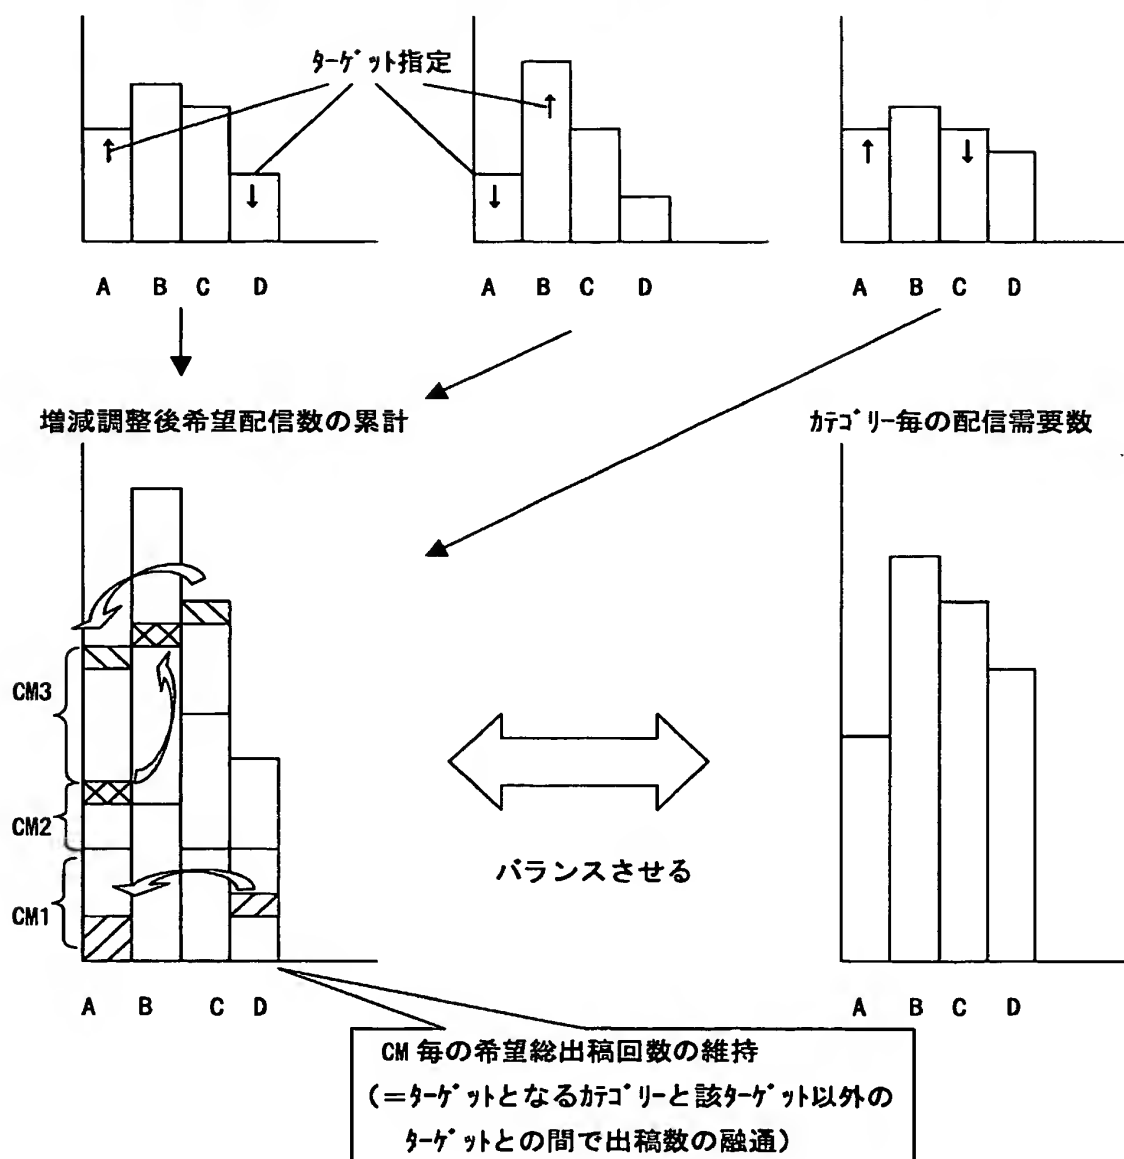 ﾀｰｹﾞｯﾄ指定
↑
↓
↓
↑
↑
↓
A B C D
A B C D
A B C D
増減調整後希望配信数の累計
ｶﾃｺﾞﾘｰ毎の配信需要数
CM3
CM2
CM1
バランスさせる
A B C D
A B C D
CM 毎の希望総出稿回数の維持
(＝ﾀｰｹﾞｯﾄとなるｶﾃｺﾞﾘｰと該ﾀｰｹﾞｯﾄ以外の
ﾀｰｹﾞｯﾄとの間で出稿数の融通)